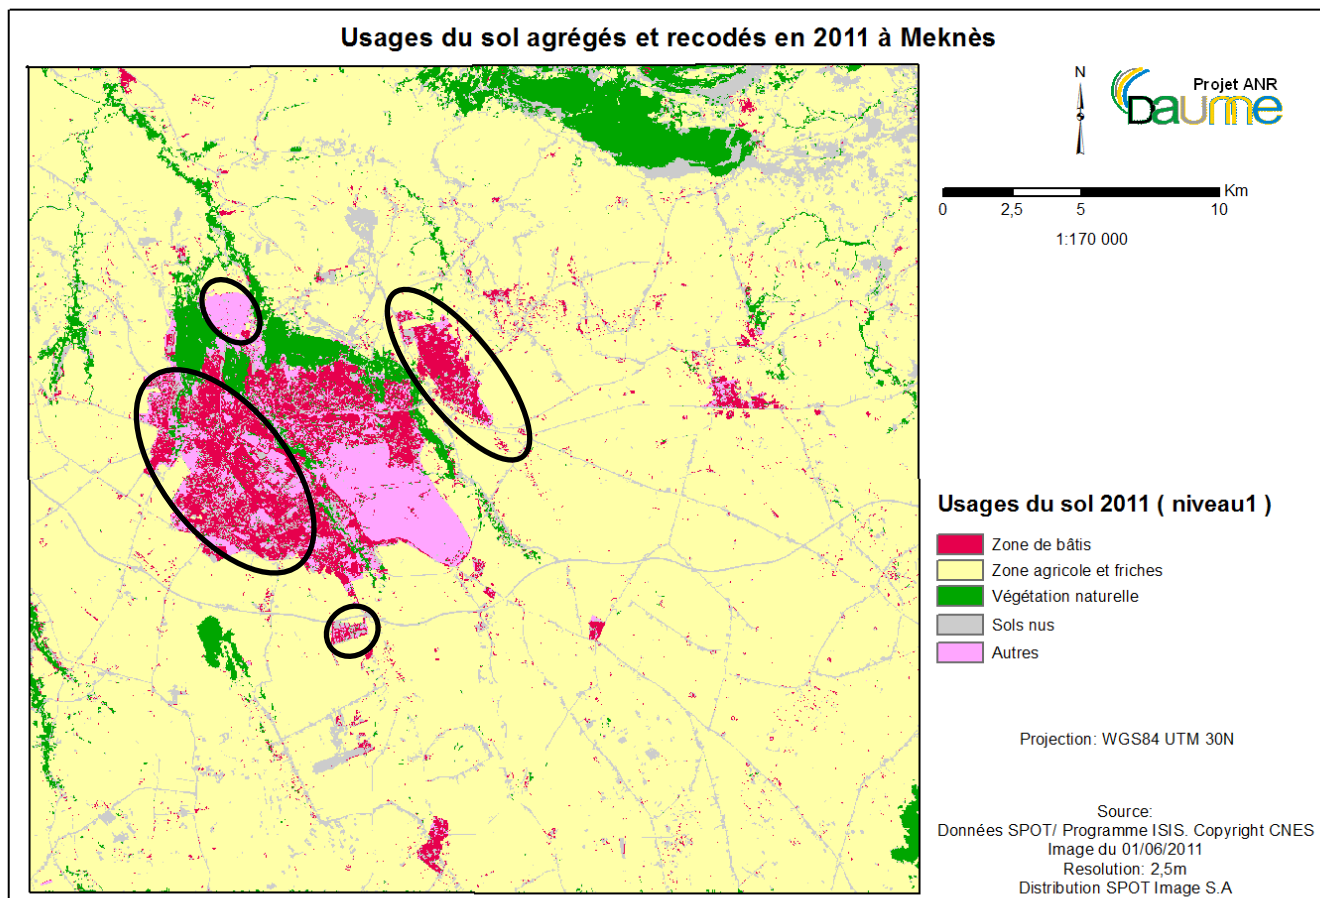 Usages du sol agrégés et recodés en 2011 à Meknès
N
Projet ANR
Daume
Km
0 2,5 5 10
1:170 000
Usages du sol 2011 ( niveau1 )
Zone de bâtis
Zone agricole et friches
Végétation naturelle
Sols nus
Autres
Projection: WGS84 UTM 30N
Source:
Données SPOT/ Programme ISIS. Copyright CNES
Image du 01/06/2011
Resolution: 2,5m
Distribution SPOT Image S.A